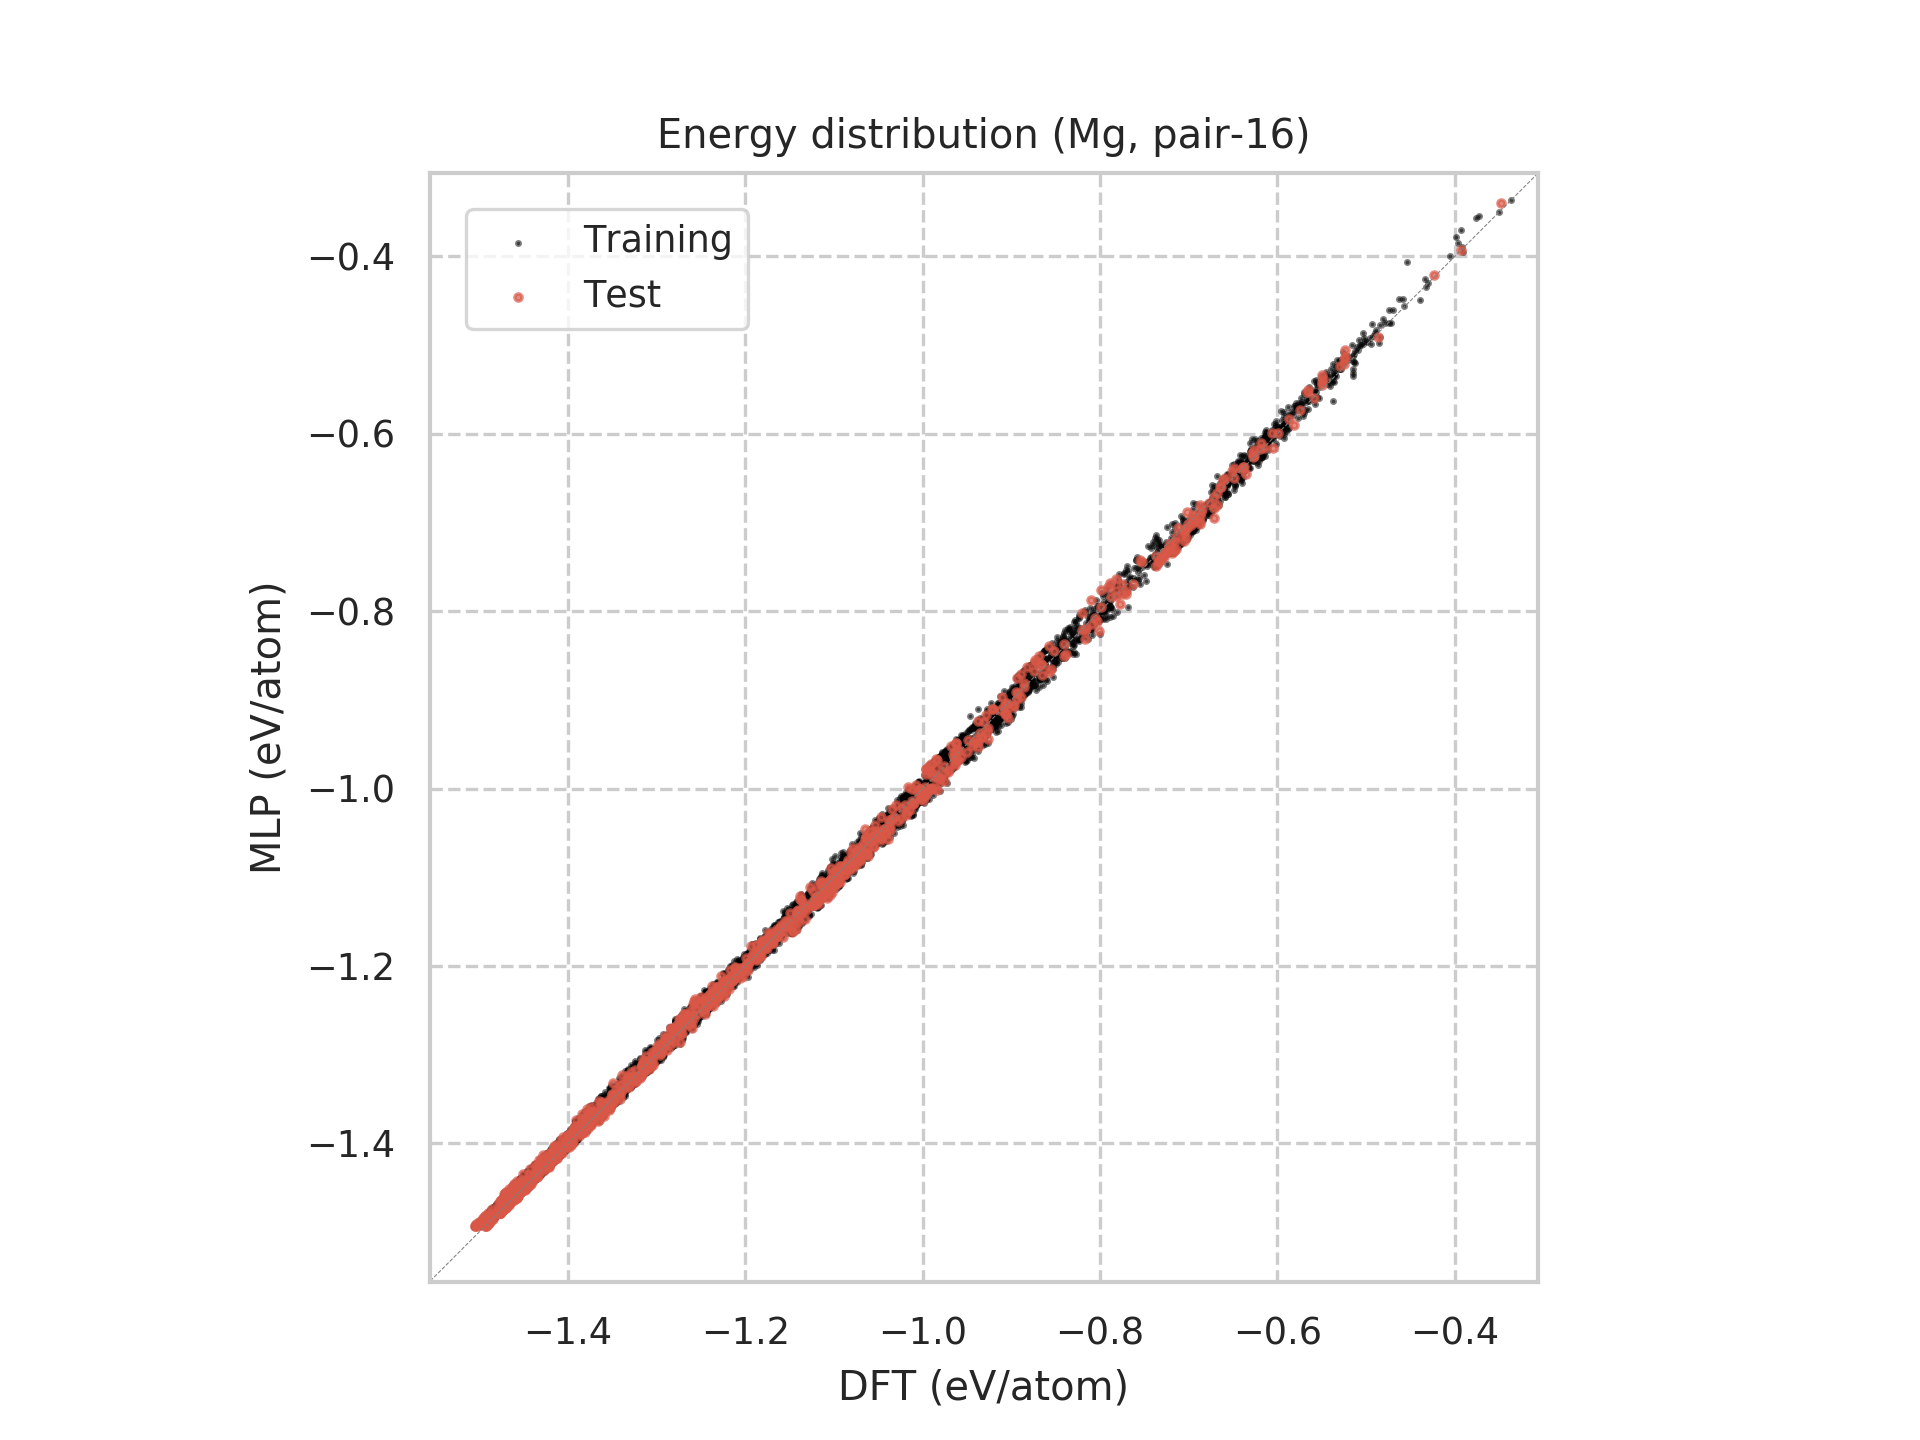 Energy distribution (Mg, pair-16)
Training
Test
−0.4
−0.6
−0.8
−1.0
−1.2
−1.4
MLP (eV/atom)
−1.4 −1.2 −1.0 −0.8 −0.6 −0.4
DFT (eV/atom)